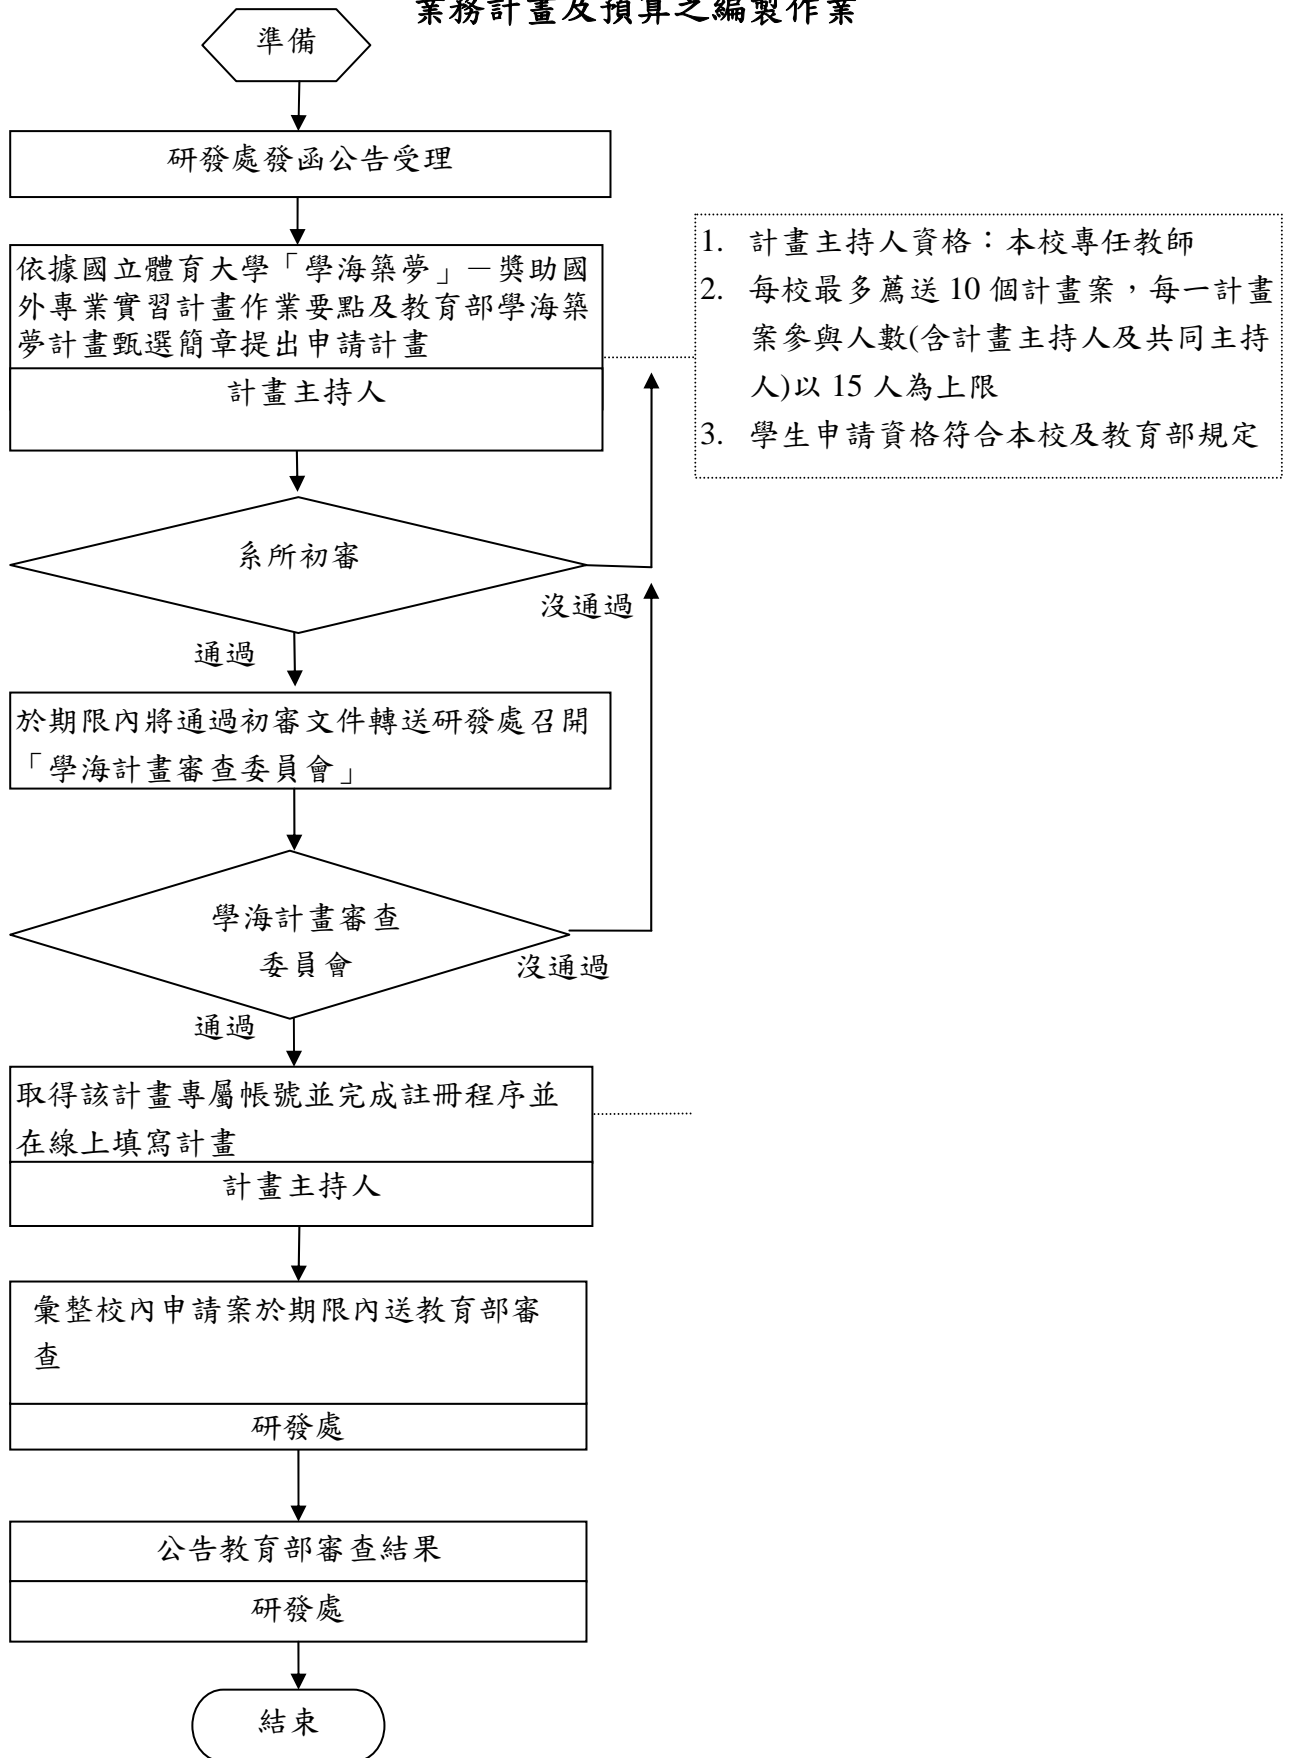 業務計畫及預算之編製作業
準備
研發處發函公告受理
依據國立體育大學「學海築夢」－獎助國
外專業實習計畫作業要點及教育部學海築
夢計畫甄選簡章提出申請計畫
計畫主持人
1. 計畫主持人資格：本校專任教師
2. 每校最多薦送 10 個計畫案，每一計畫
案參與人數(含計畫主持人及共同主持
人)以 15 人為上限
3. 學生申請資格符合本校及教育部規定
系所初審
沒通過
通過
於期限內將通過初審文件轉送研發處召開
「學海計畫審查委員會」
學海計畫審查
委員會
沒通過
通過
取得該計畫專屬帳號並完成註冊程序並
在線上填寫計畫
計畫主持人
彙整校內申請案於期限內送教育部審
查
研發處
公告教育部審查結果
研發處
結束